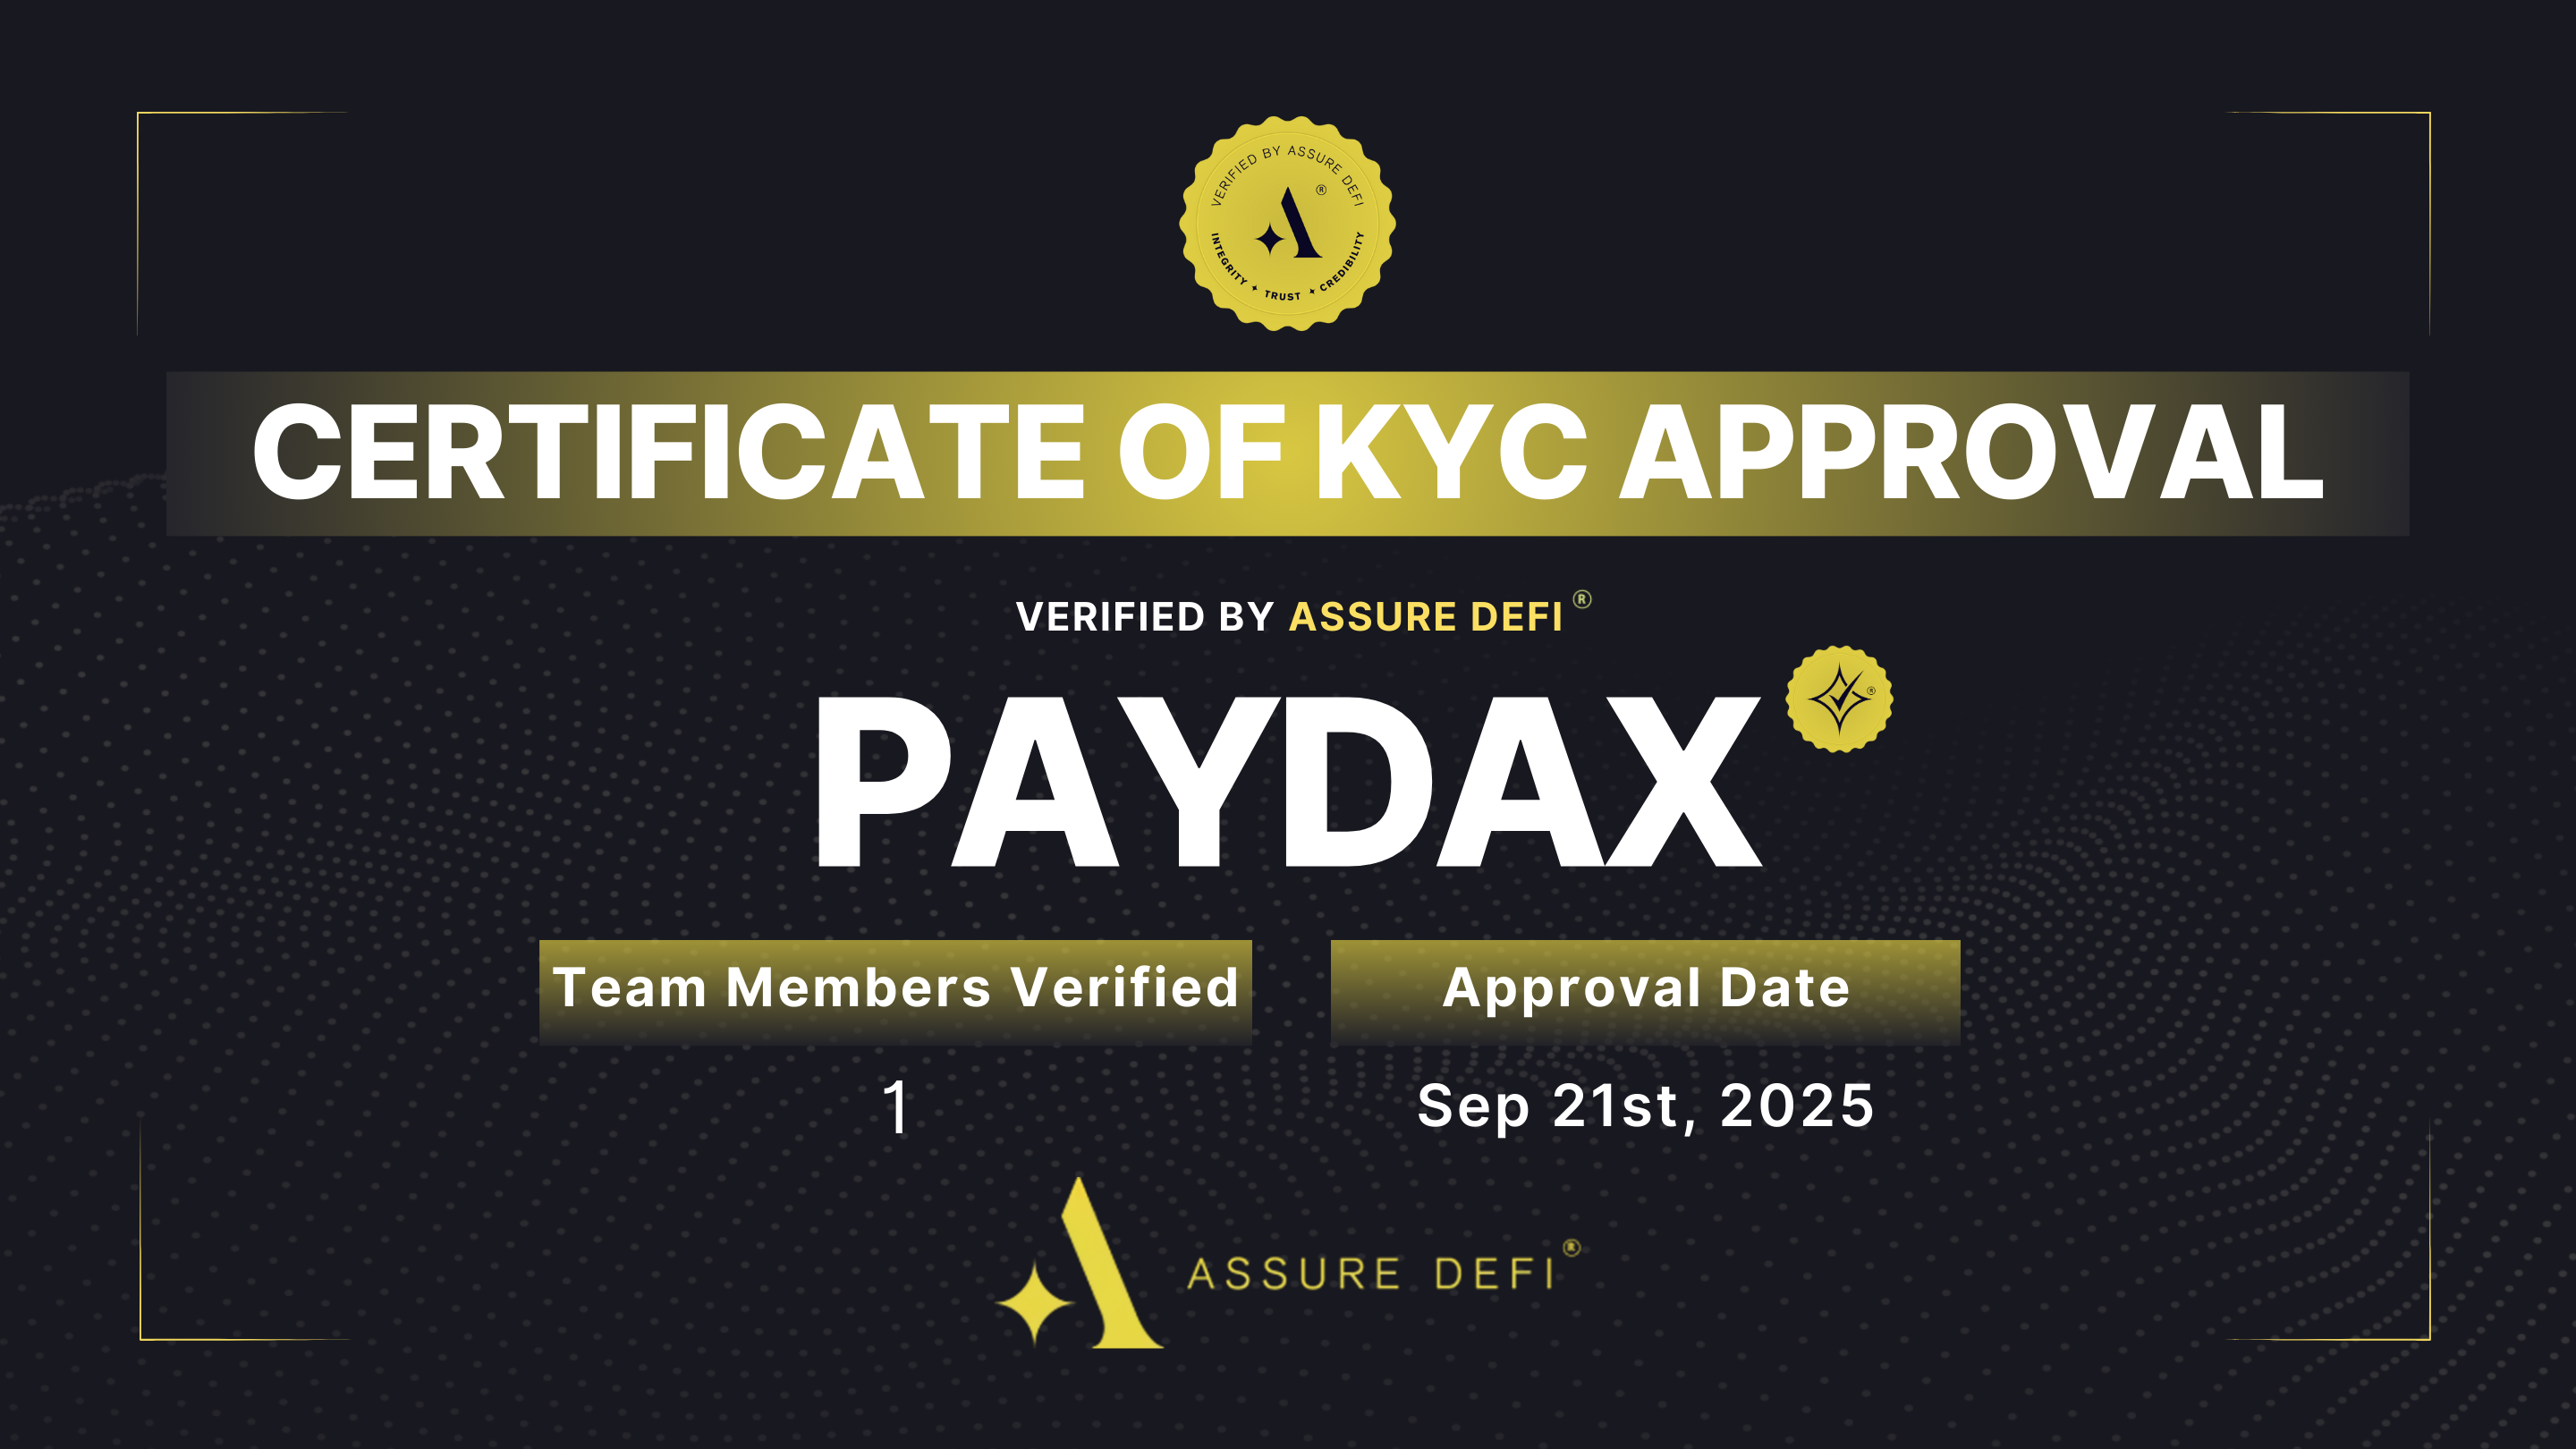 VERIFIED BY ASSURE DEFI
®
INTEGRITY ✦ TRUST ✦ CREDIBILITY
CERTIFICATE OF KYC APPROVAL
VERIFIED BY ASSURE DEFI ®
PAYDAX
®
Team Members Verified
Approval Date
1
Sep 21st, 2025
ASSURE DEFI ®